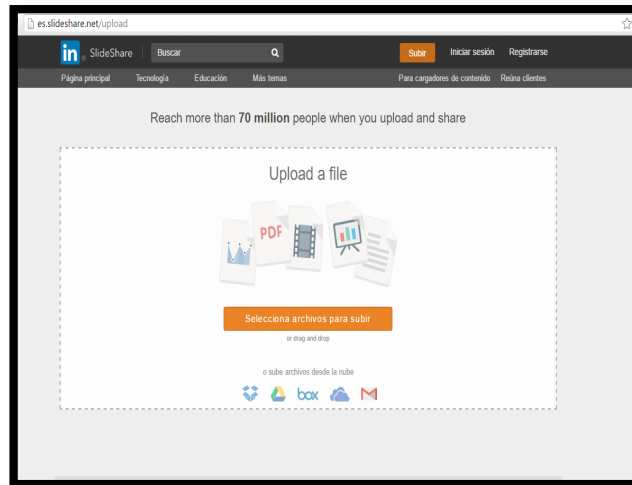 es.slideshare.net/upload
in® SlideShare Buscar Subir Iniciar sesión Registrarse
Página principal Tecnología Educación Más temas Para cargadores de contenido Reúna clientes
Reach more than 70 million people when you upload and share
Upload a file
PDF
Selecciona archivos para subir
or drag and drop
o sube archivos desde la nube
box